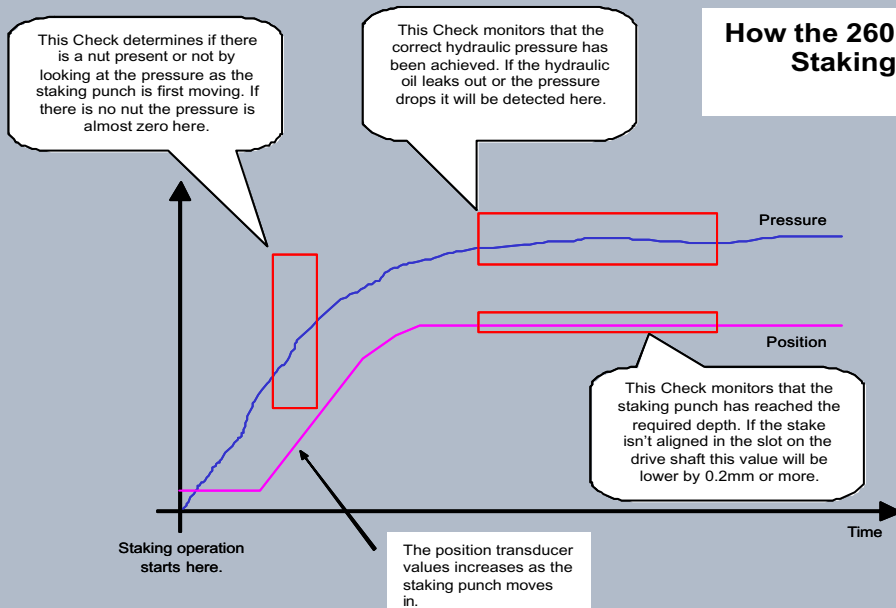 How the 260
Staking
This Check determines if there
is a nut present or not by
looking at the pressure as the
staking punch is first moving. If
there is no nut the pressure is
almost zero here.
This Check monitors that the
correct hydraulic pressure has
been achieved. If the hydraulic
oil leaks out or the pressure
drops it will be detected here.
Pressure
Position
This Check monitors that the
staking punch has reached the
required depth. If the stake
isn't aligned in the slot on the
drive shaft this value will be
lower by 0.2mm or more.
Time
Staking operation
starts here.
The position transducer
values increases as the
staking punch moves
in.